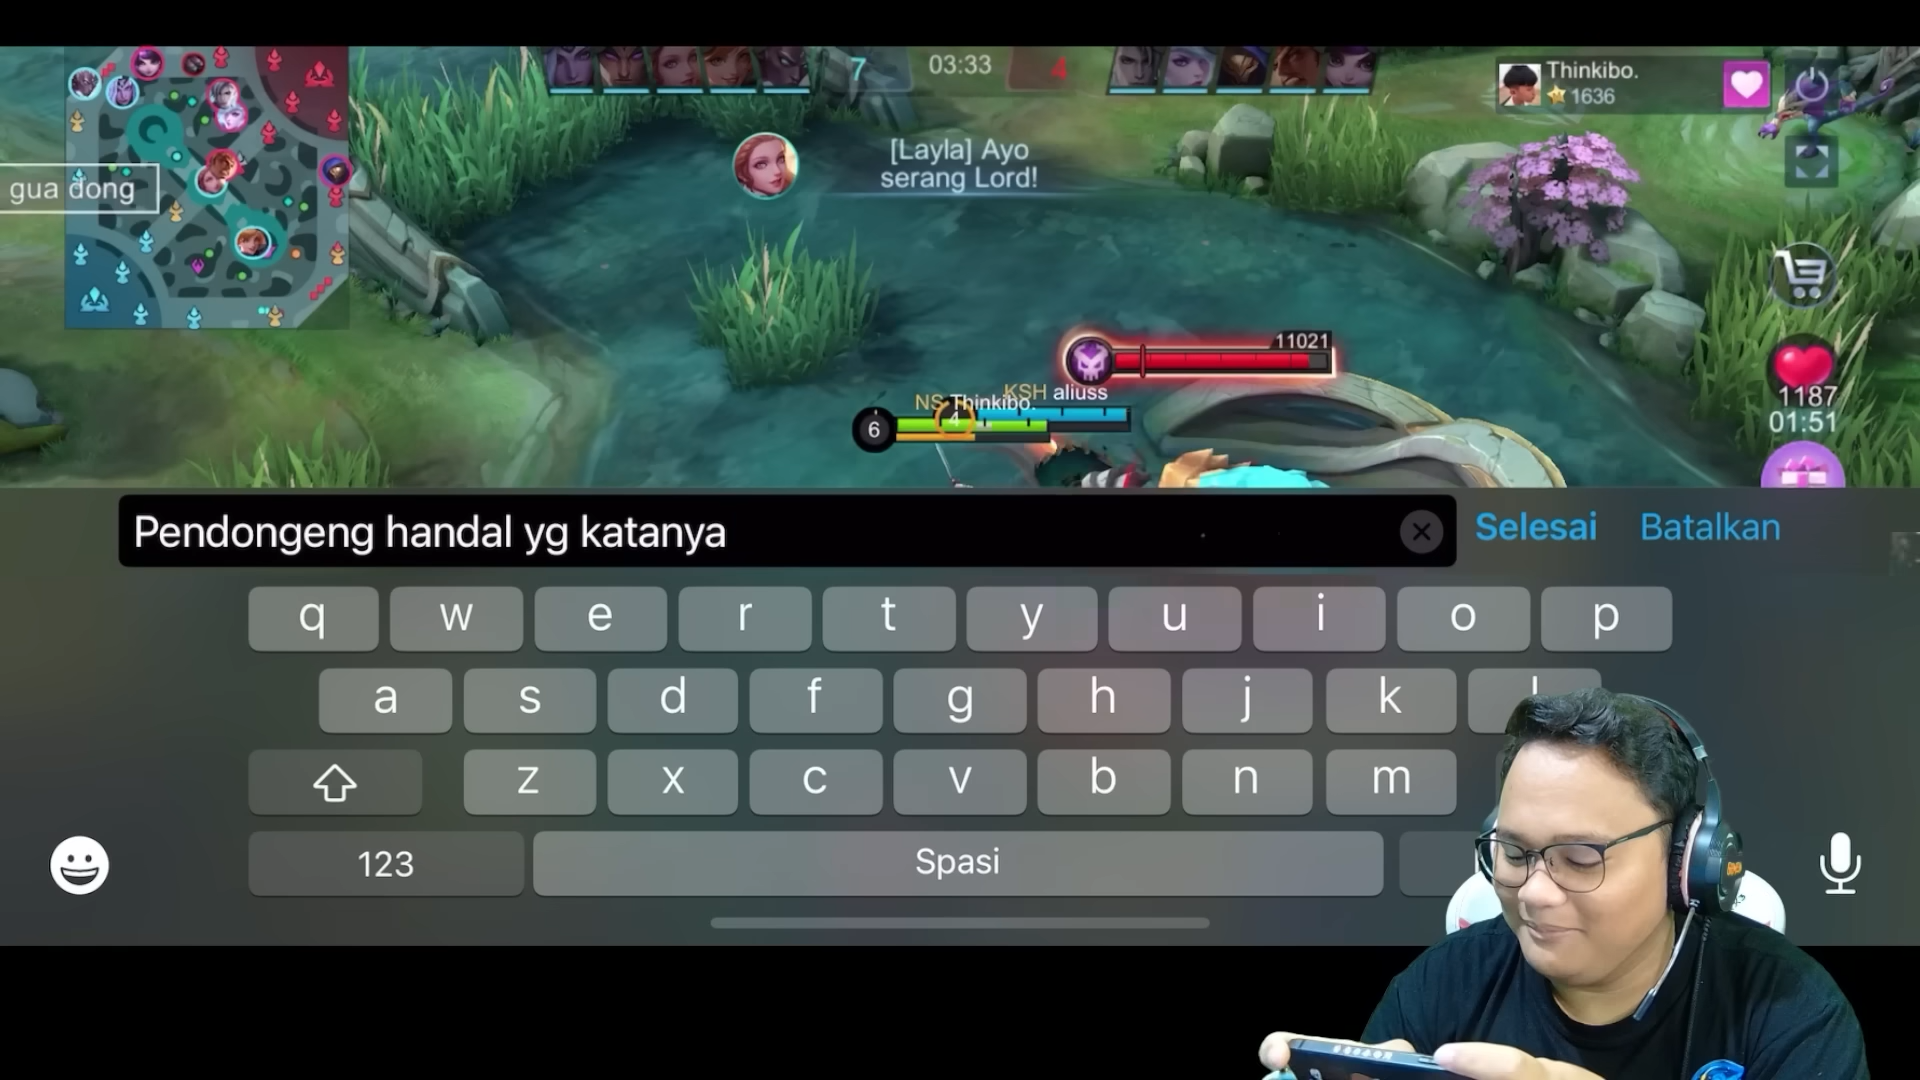 7
03:33
4
Thinkibo.
1636
[Layla] Ayo
serang Lord!
gua dong
11021
KSH aliuss
NS Thinkibo.
4
6
1187
01:51
Pendongeng handal yg katanya
Selesai
Batalkan
q w e r t y u i o p
a s d f g h j k
z x c v b n m
123
Spasi